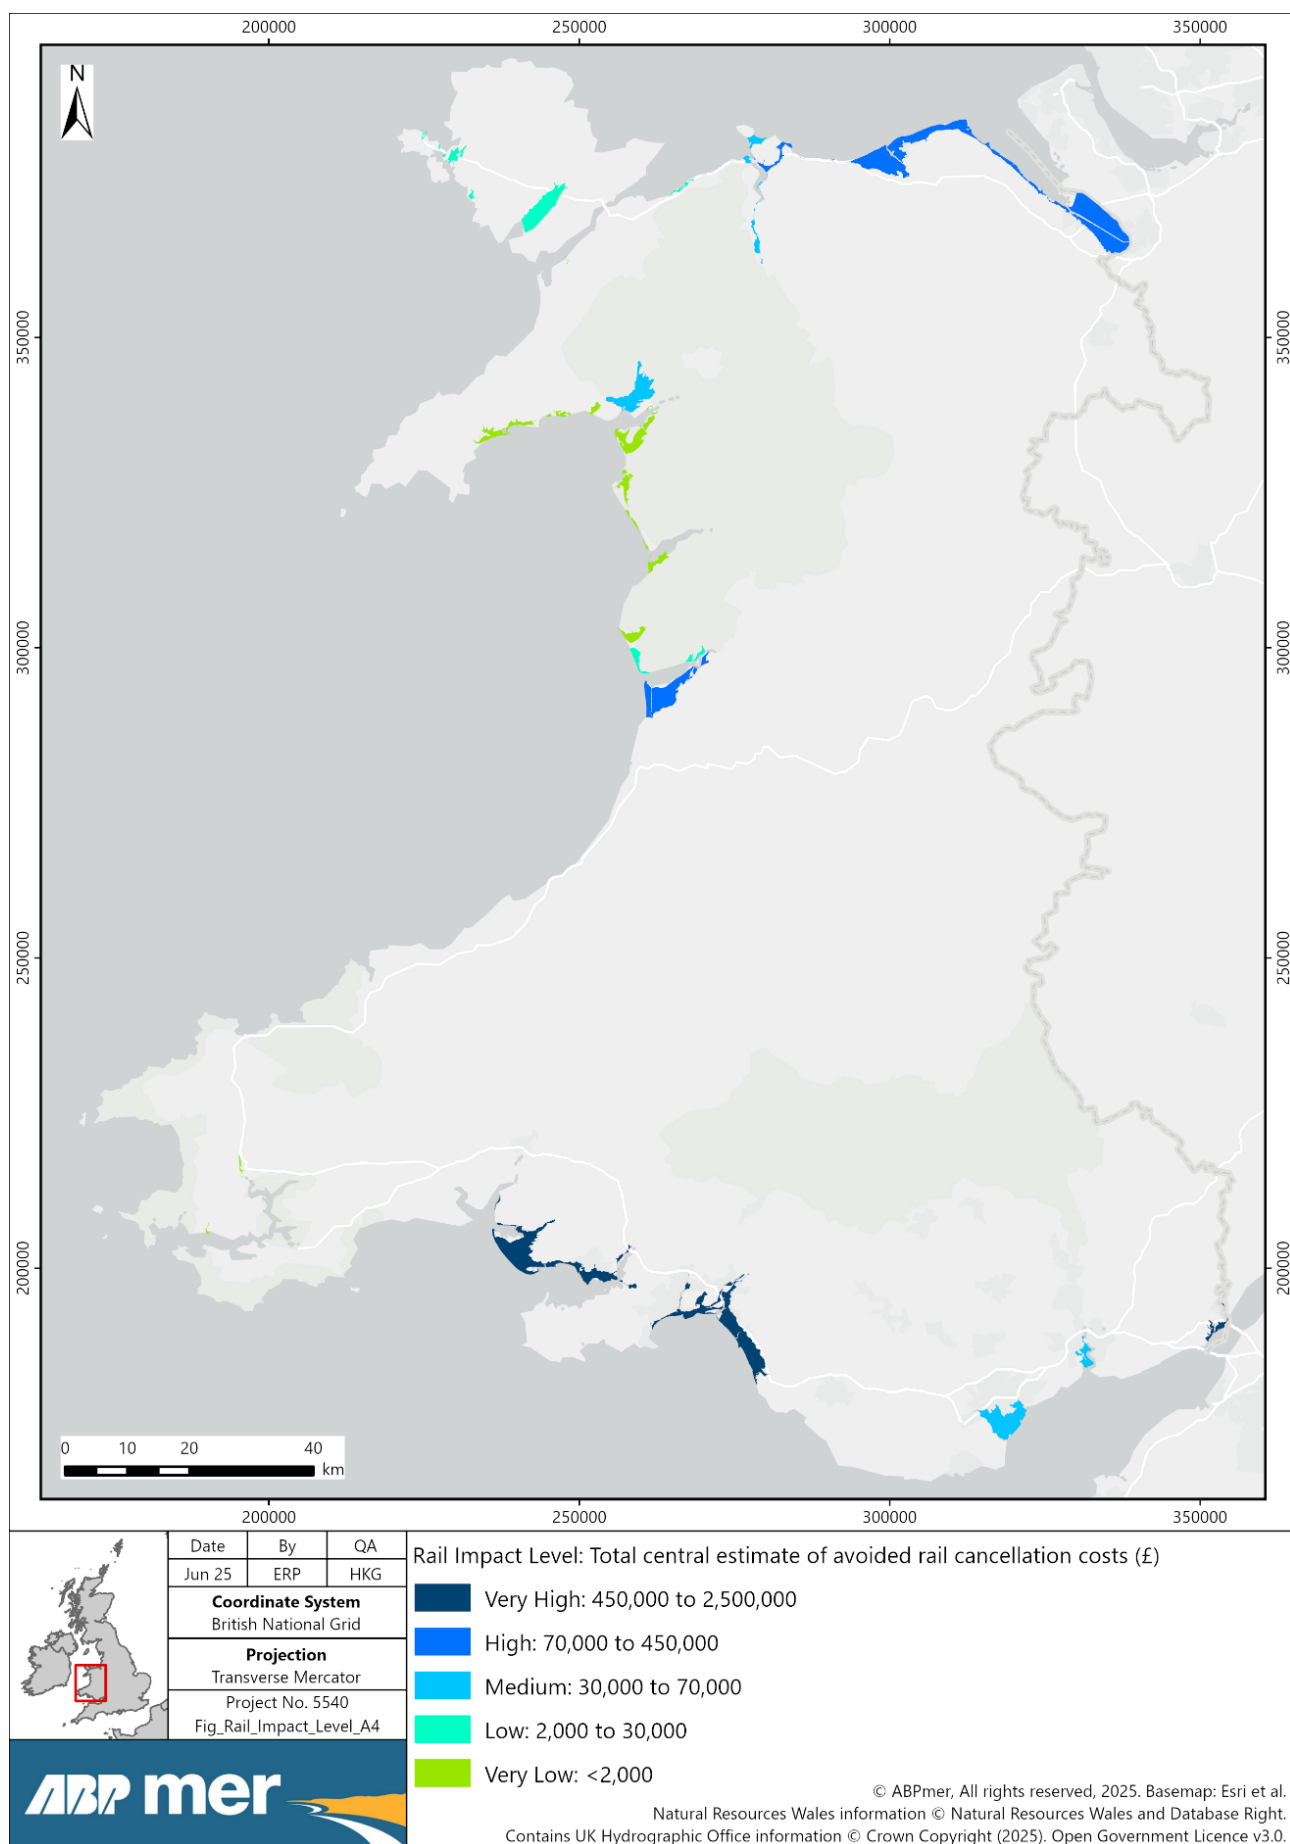 200000 250000 300000 350000
N
350000
300000
250000
200000
350000
300000
250000
200000
0 10 20 40
km
200000 250000 300000 350000
Date By QA
Jun 25 ERP HKG
Coordinate System
British National Grid
Projection
Transverse Mercator
Project No. 5540
Fig_Rail_Impact_Level_A4
ABP mer
Rail Impact Level: Total central estimate of avoided rail cancellation costs (£)
Very High: 450,000 to 2,500,000
High: 70,000 to 450,000
Medium: 30,000 to 70,000
Low: 2,000 to 30,000
Very Low: <2,000
© ABPmer, All rights reserved, 2025. Basemap: Esri et al.
Natural Resources Wales information © Natural Resources Wales and Database Right.
Contains UK Hydrographic Office information © Crown Copyright (2025). Open Government Licence v3.0.